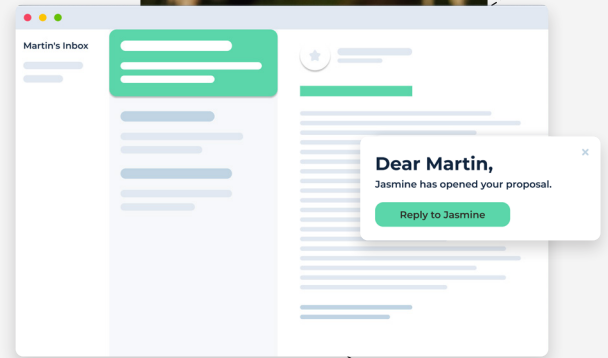 Martin's Inbox
Dear Martin,
Jasmine has opened your proposal.
Reply to Jasmine